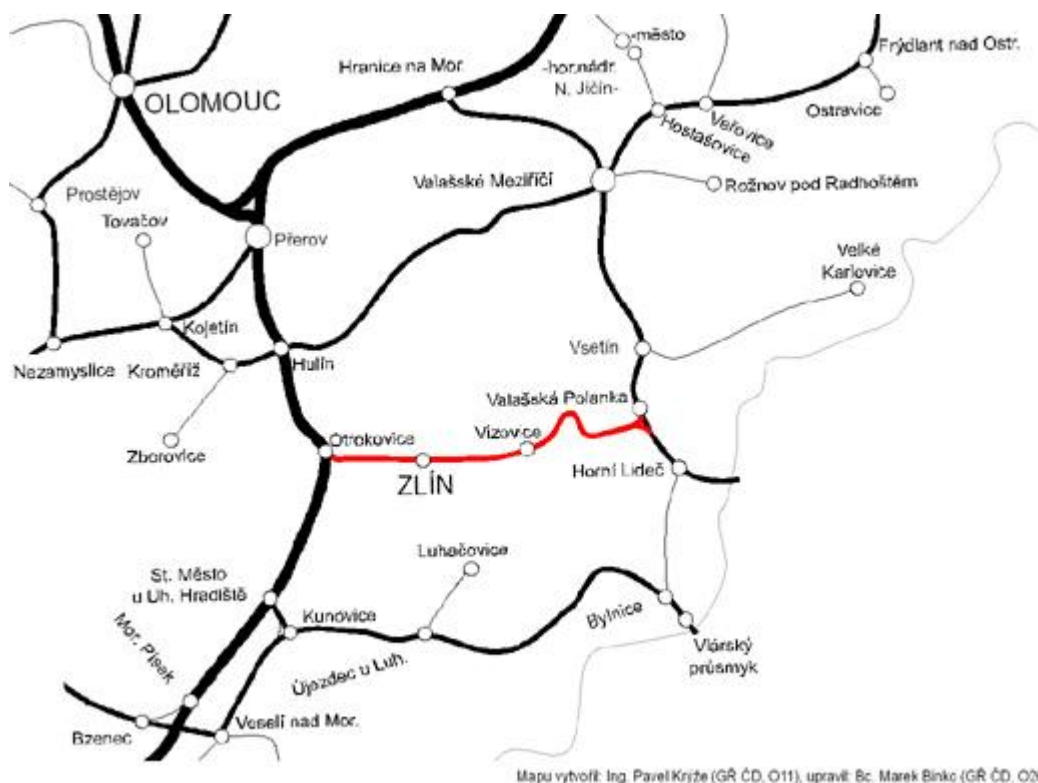 -město
Frýdlant nad Ostr.
Hranice na Mor.
-hor.nádr.
N. Jičín-
OLOMOUC
Ostravice
Hostašovice
Veřovice
Valašské Meziříčí
Rožnov pod Radhoštěm
Prostějov
Tovačov
Přerov
Velké
Karlovice
Kojetín
Nezamyslice
Kroměříž
Hulín
Vsetín
Valašská Polanka
Otrokovice
Vizovice
Zborovice
ZLÍN
Horní Lideč
Luhačovice
St. Město
u Uh. Hradiště
Kunovice
Bylnice
Mor. Písek
Újezdec u Luh.
Vlárský
průsmyk
Bzenec
Veselí nad Mor.
Mapu vytvořil: Ing. Pavel Krýže (GŘ ČD, O11), upravil: Bc. Marek Binko (GŘ ČD, O2